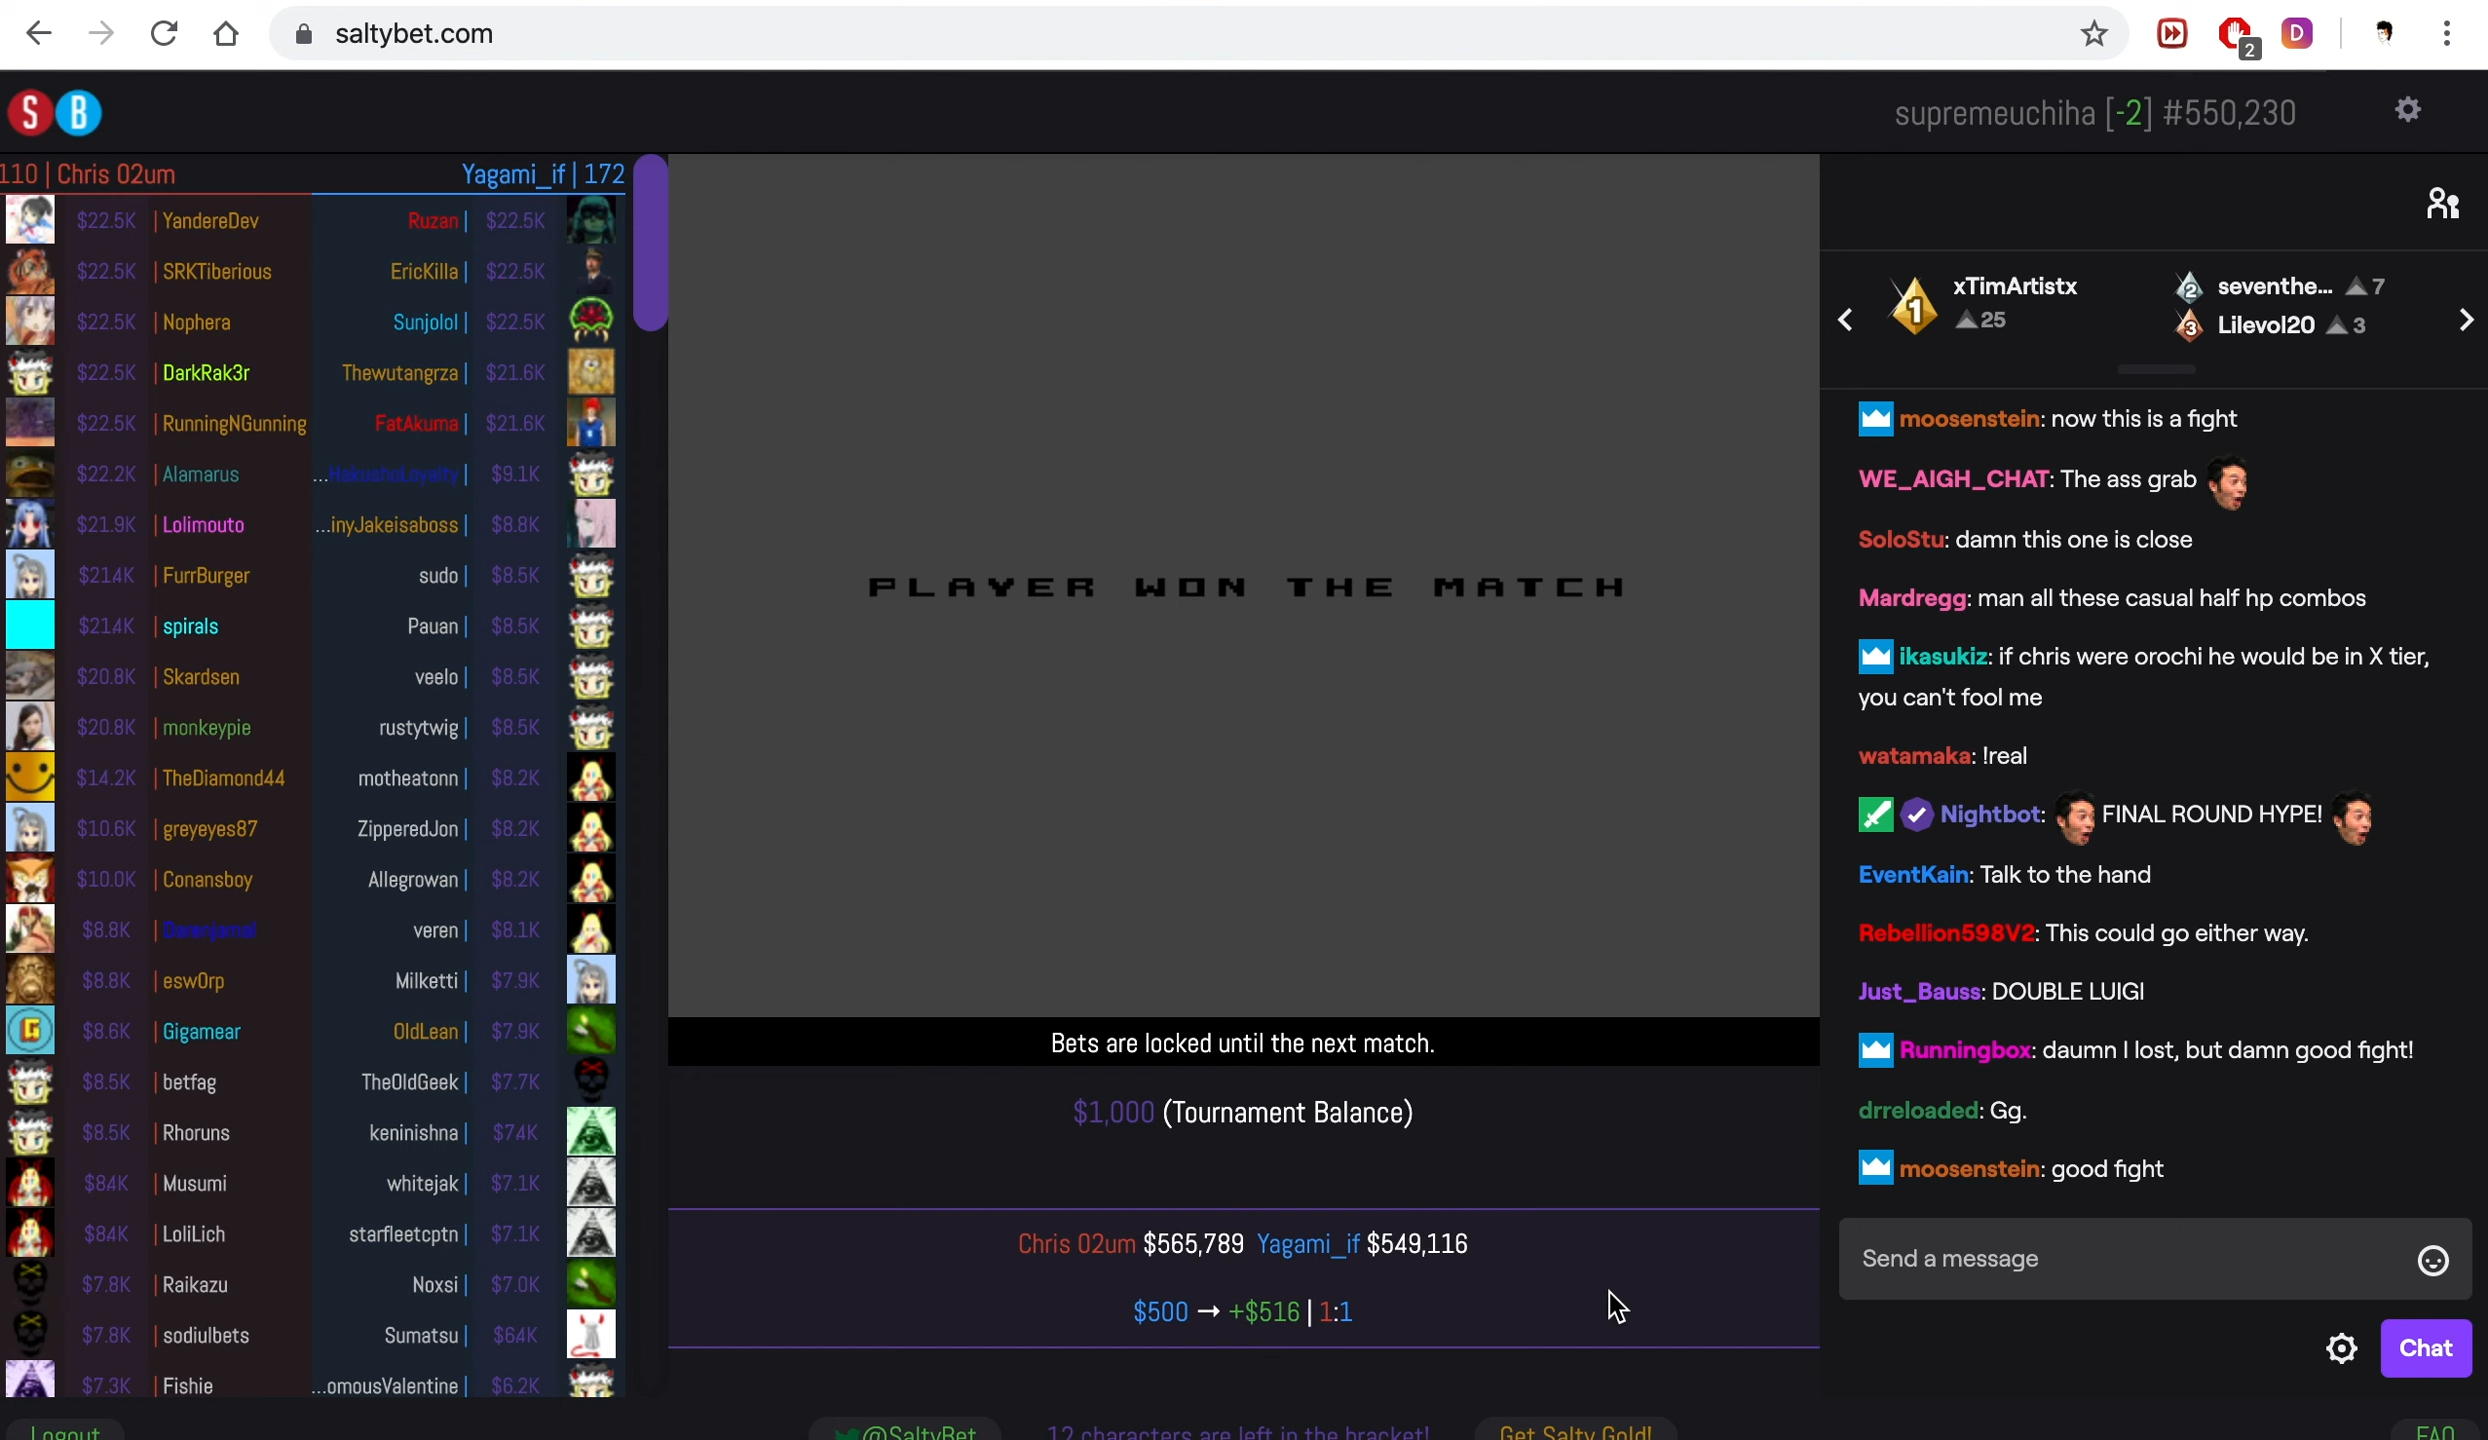 saltybet.com
2
D
S B
supremeuchiha [-2] #550,230
110 | Chris 02um
Yagami_if | 172
$22.5K | YandereDev
Ruzan | $22.5K
$22.5K | SRKTiberious
EricKilla | $22.5K
$22.5K | Nophera
Sunjolol | $22.5K
$22.5K | DarkRak3r
Thewutangrza | $21.6K
$22.5K | RunningNGunning
FatAkuma | $21.6K
$22.2K | Alamarus
...HakushoLoyalty | $9.1K
$21.9K | Lolimouto
...inyJakeisaboss | $8.8K
$21.4K | FurrBurger
sudo | $8.5K
$21.4K | spirals
Pauan | $8.5K
$20.8K | Skardsen
veelo | $8.5K
$20.8K | monkeypie
rustytwig | $8.5K
$14.2K | TheDiamond44
motheatonn | $8.2K
$10.6K | greyeyes87
ZipperedJon | $8.2K
$10.0K | Conansboy
Allegrowan | $8.2K
$8.8K | Darenjamal
veren | $8.1K
$8.8K | esw0rp
Milketti | $7.9K
$8.6K | Gigamear
OldLean | $7.9K
$8.5K | betfag
TheOldGeek | $7.7K
$8.5K | Rhoruns
keninishna | $7.4K
$8.4K | Musumi
whitejak | $7.1K
$8.4K | LoliLich
starfleetcptn | $7.1K
$7.8K | Raikazu
Noxsi | $7.0K
$7.8K | sodiulbets
Sumatsu | $6.4K
$7.3K | Fishie
...omousValentine | $6.2K
PLAYER WON THE MATCH
Bets are locked until the next match.
$1,000 (Tournament Balance)
Chris 02um $565,789 Yagami_if $549,116
$500 → +$516 | 1:1
1 xTimArtistx
25
2 seventhe... 7
3 Lilevol20 3
moosenstein: now this is a fight
WE_AIGH_CHAT: The ass grab
SoloStu: damn this one is close
Mardregg: man all these casual half hp combos
ikasukiz: if chris were orochi he would be in X tier,
you can't fool me
watamaka: !real
Nightbot: FINAL ROUND HYPE!
EventKain: Talk to the hand
Rebellion598V2: This could go either way.
Just_Bauss: DOUBLE LUIGI
Runningbox: daumn I lost, but damn good fight!
drreloaded: Gg.
moosenstein: good fight
Send a message
Chat
Logout
@SaltyBet
12 characters are left in the bracket!
Get Salty Gold!
FAQ